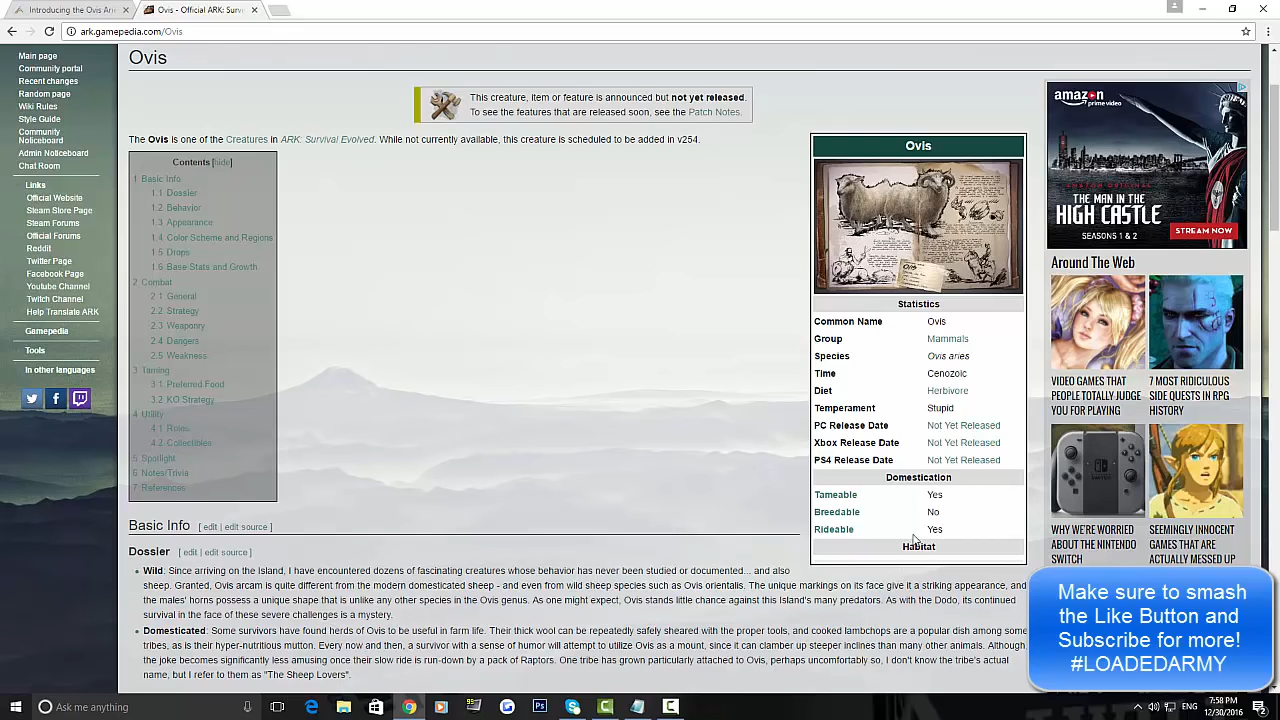 Introducing the Ovis Arie
Ovis - Official ARK: Surv
ark.gamepedia.com/Ovis
Main page
Community portal
Recent changes
Random page
Wiki Rules
Style Guide
Community
Noticeboard
Admin Noticeboard
Chat Room
Links
Official Website
Steam Store Page
Steam Forums
Official Forums
Reddit
Twitter Page
Facebook Page
Youtube Channel
Twitch Channel
Help Translate ARK
Gamepedia
Tools
In other languages
Ovis
This creature, item or feature is announced but not yet released.
To see the features that are released soon, see the Patch Notes.
The Ovis is one of the Creatures in ARK: Survival Evolved. While not currently available, this creature is scheduled to be added in v254.
Contents [hide]
1 Basic Info
1.1 Dossier
1.2 Behavior
1.3 Appearance
1.4 Color Scheme and Regions
1.5 Drops
1.6 Base Stats and Growth
2 Combat
2.1 General
2.2 Strategy
2.3 Weaponry
2.4 Dangers
2.5 Weakness
3 Taming
3.1 Preferred Food
3.2 KO Strategy
4 Utility
4.1 Roles
4.2 Collectibles
5 Spotlight
6 Notes/Trivia
7 References
Ovis
Ovis
Statistics
Common Name Ovis
Group Mammals
Species Ovis aries
Time Cenozoic
Diet Herbivore
Temperament Stupid
PC Release Date Not Yet Released
Xbox Release Date Not Yet Released
PS4 Release Date Not Yet Released
Domestication
Tameable Yes
Breedable No
Rideable Yes
Habitat
Basic Info [ edit | edit source ]
Dossier [ edit | edit source ]
Wild: Since arriving on the Island, I have encountered dozens of fascinating creatures whose behavior has never been studied or documented... and also
sheep. Granted, Ovis arcam is quite different from the modern domesticated sheep - and even from wild sheep species such as Ovis orientalis. The unique markings on its face give it a striking appearance, and
the males' horns possess a unique shape that is unlike any other species in the Ovis genus. As one might expect, Ovis stands little chance against this Island's many predators. As with the Dodo, its continued
survival in the face of these severe challenges is a mystery.
Domesticated: Some survivors have found herds of Ovis to be useful in farm life. Their thick wool can be repeatedly safely sheared with the proper tools, and cooked lambchops are a popular dish among some
tribes, as is their hyper-nutritious mutton. Every now and then, a survivor with a sense of humor will attempt to utilize Ovis as a mount, since it can clamber up steeper inclines than many other animals. Although,
the joke becomes significantly less amusing once their slow ride is run-down by a pack of Raptors. One tribe has grown particularly attached to Ovis, perhaps uncomfortably so. I don't know the tribe's actual
name, but I refer to them as "The Sheep Lovers".
amazon
prime video
AMAZON ORIGINAL
THE MAN IN THE
HIGH CASTLE
SEASONS 1 & 2
STREAM NOW
Around The Web
VIDEO GAMES THAT
PEOPLE TOTALLY JUDGE
YOU FOR PLAYING
7 MOST RIDICULOUS
SIDE QUESTS IN RPG
HISTORY
WHY WE'RE WORRIED
ABOUT THE NINTENDO
SWITCH
SEEMINGLY INNOCENT
GAMES THAT ARE
ACTUALLY MESSED UP
Make sure to smash
the Like Button and
Subscribe for more!
#LOADEDARMY
Ask me anything
7:58 PM
12/30/2016